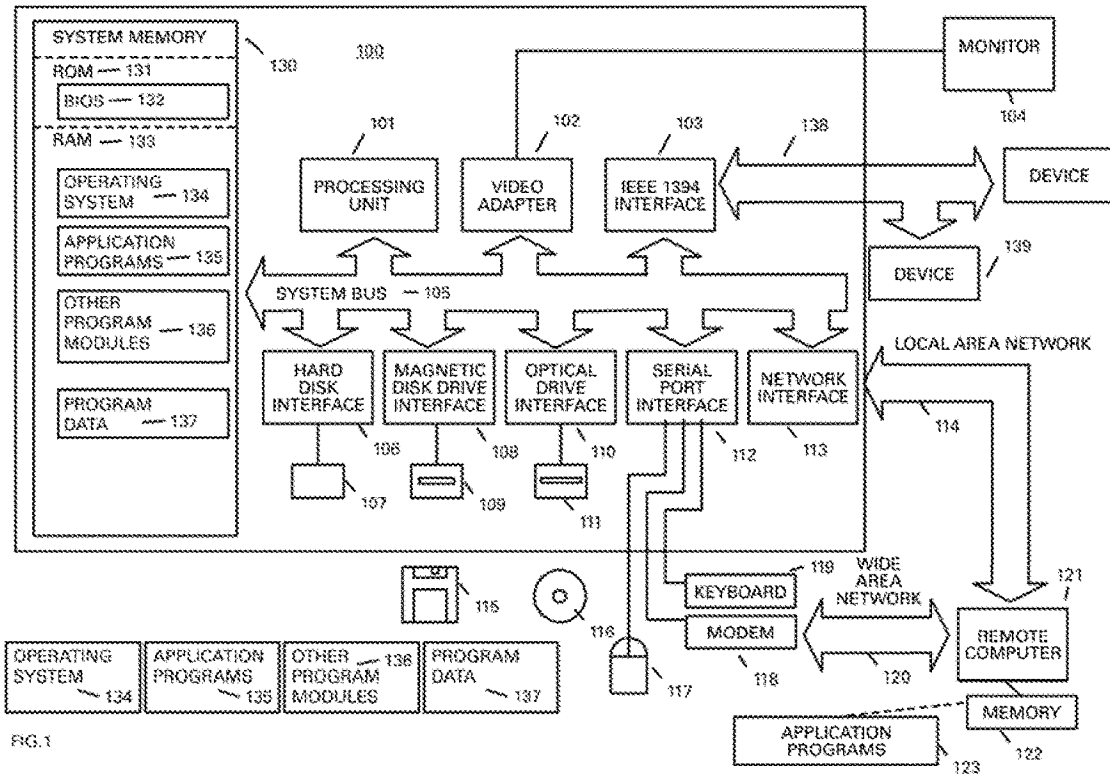 SYSTEM MEMORY
130
100
ROM 131
BIOS 132
RAM 133
OPERATING
SYSTEM 134
APPLICATION
PROGRAMS 135
OTHER
PROGRAM
MODULES 136
PROGRAM
DATA 137
101
PROCESSING
UNIT
102
VIDEO
ADAPTER
103
IEEE 1394
INTERFACE
138
MONITOR
104
DEVICE
DEVICE
139
SYSTEM BUS 105
HARD
DISK
INTERFACE
106
107
MAGNETIC
DISK DRIVE
INTERFACE
108
109
OPTICAL
DRIVE
INTERFACE
110
111
SERIAL
PORT
INTERFACE
112
NETWORK
INTERFACE
113
LOCAL AREA NETWORK
114
115
116
117
119
KEYBOARD
MODEM
118
WIDE
AREA
NETWORK
120
121
REMOTE
COMPUTER
MEMORY
122
APPLICATION
PROGRAMS
123
OPERATING
SYSTEM
134
APPLICATION
PROGRAMS
135
OTHER 136
PROGRAM
MODULES
PROGRAM
DATA
137
FIG.1